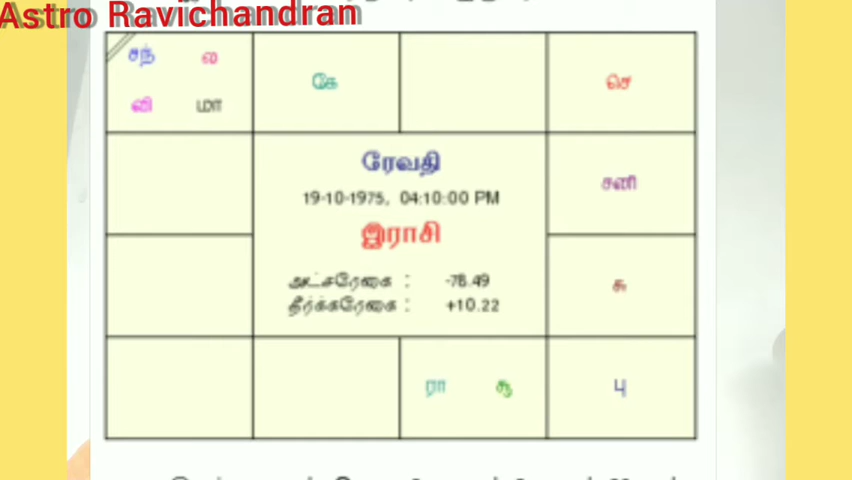 Astro Ravichandran
சந் ல
வி மா
கே
செ
ரேவதி
19-10-1975, 04:10:00 PM
இராசி
சனி
அட்சரேகை : -78.49
தீர்க்கரேகை : +10.22
சு
ரா சூ
பு